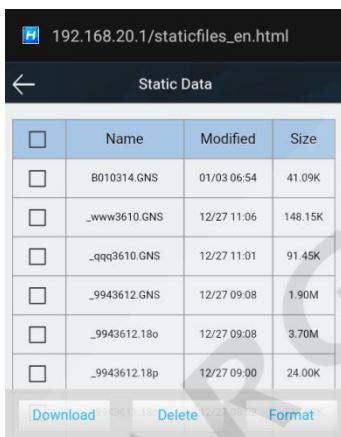 H 192.168.20.1/staticfiles_en.html
Static Data
Name Modified Size
B010314.GNS 01/03 06:54 41.09K
_www3610.GNS 12/27 11:06 148.15K
_qqq3610.GNS 12/27 11:01 91.45K
_9943612.GNS 12/27 09:08 1.90M
_9943612.18o 12/27 09:08 3.70M
_9943612.18p 12/27 09:00 24.00K
Download Delete Format